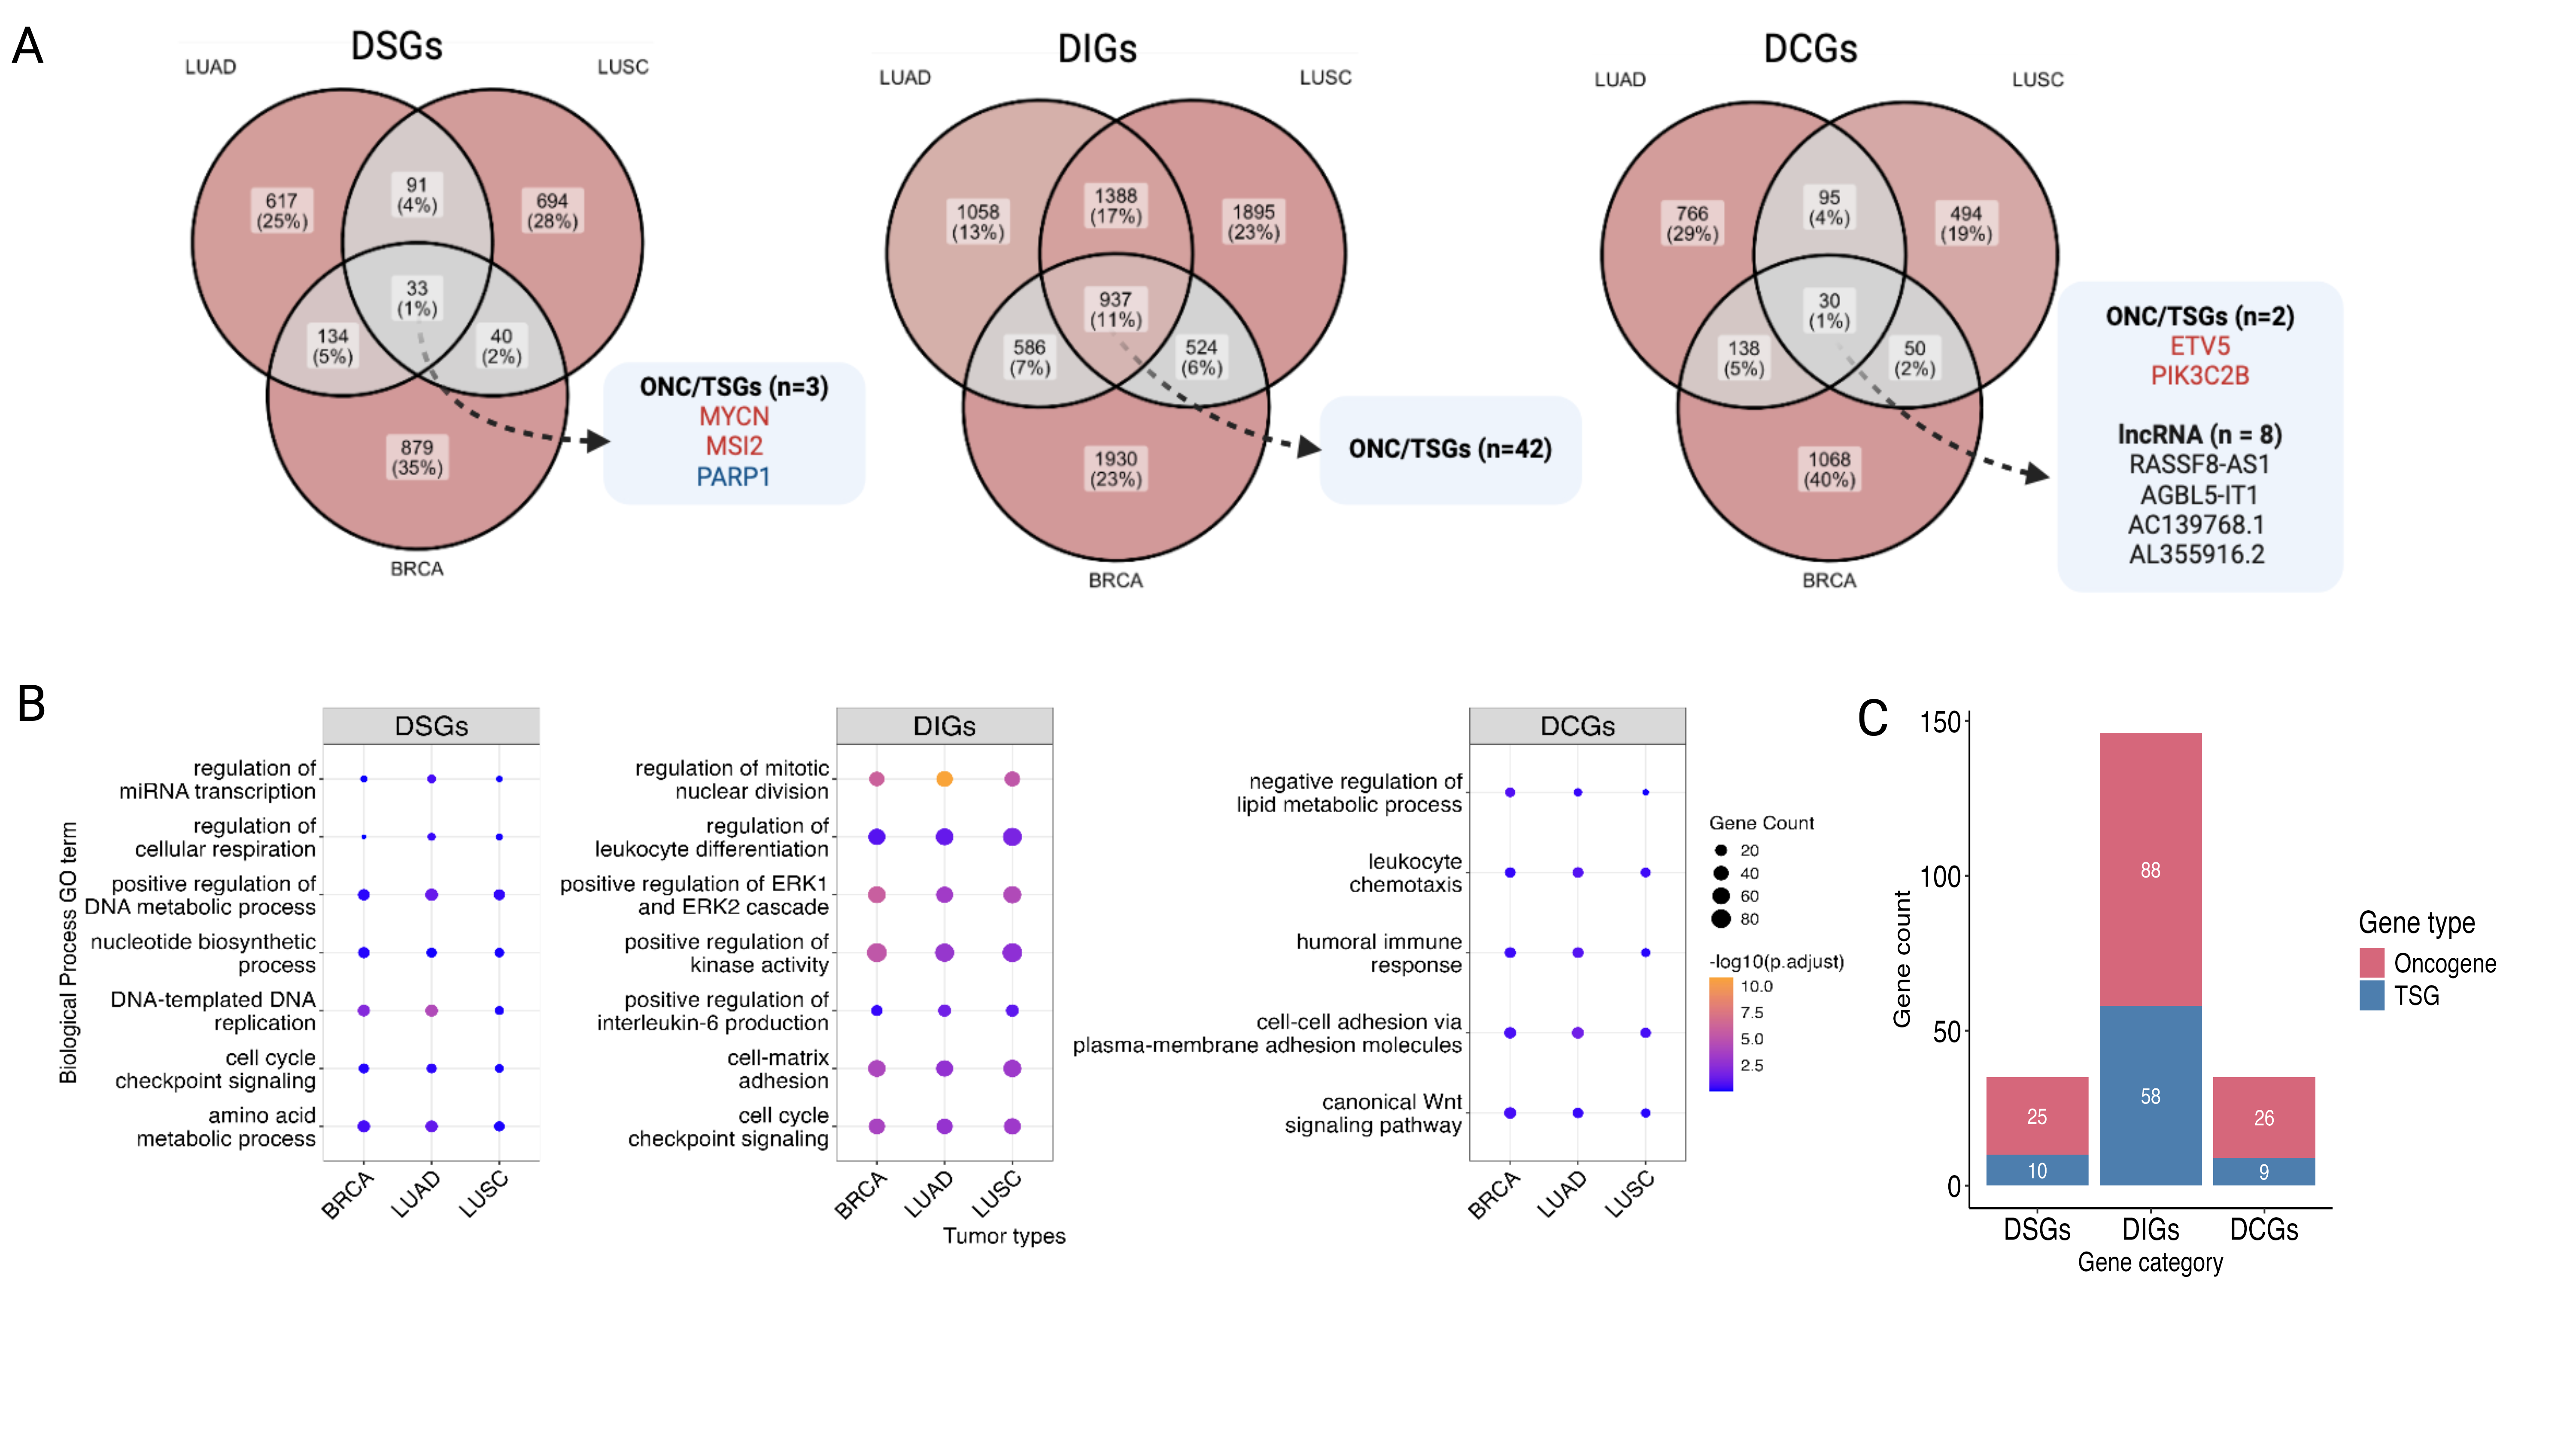 A
DSGs
LUAD
LUSC
617
(25%)
91
(4%)
694
(28%)
33
(1%)
134
(5%)
40
(2%)
879
(35%)
BRCA
ONC/TSGs (n=3)
MYCN
MSI2
PARP1
DIGs
LUAD
LUSC
1058
(13%)
1388
(17%)
1895
(23%)
937
(11%)
586
(7%)
524
(6%)
1930
(23%)
BRCA
ONC/TSGs (n=42)
DCGs
LUAD
LUSC
766
(29%)
95
(4%)
494
(19%)
30
(1%)
138
(5%)
50
(2%)
1068
(40%)
BRCA
ONC/TSGs (n=2)
ETV5
PIK3C2B
lncRNA (n = 8)
RASSF8-AS1
AGBL5-IT1
AC139768.1
AL355916.2
B
Biological Process GO term
DSGs
regulation of
miRNA transcription
regulation of
cellular respiration
positive regulation of
DNA metabolic process
nucleotide biosynthetic
process
DNA-templated DNA
replication
cell cycle
checkpoint signaling
amino acid
metabolic process
BRCA
LUAD
LUSC
DIGs
regulation of mitotic
nuclear division
regulation of
leukocyte differentiation
positive regulation of ERK1
and ERK2 cascade
positive regulation of
kinase activity
positive regulation of
interleukin-6 production
cell-matrix
adhesion
cell cycle
checkpoint signaling
BRCA
LUAD
LUSC
Tumor types
DCGs
negative regulation of
lipid metabolic process
leukocyte
chemotaxis
humoral immune
response
cell-cell adhesion via
plasma-membrane adhesion molecules
canonical Wnt
signaling pathway
BRCA
LUAD
LUSC
Gene Count
20
40
60
80
-log10(p.adjust)
10.0
7.5
5.0
2.5
C
Gene count
150
100
50
0
25
10
88
58
26
9
DSGs
DIGs
DCGs
Gene category
Gene type
Oncogene
TSG